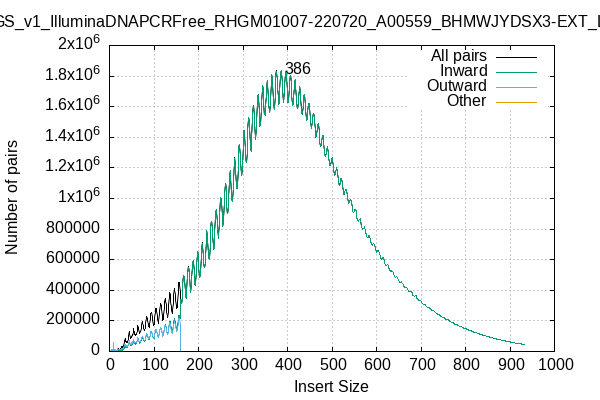 GS_v1_IlluminaDNAPCRFree_RHGM01007-220720_A00559_BHMWJYDSX3-EXT_L
2x10^6
1.8x10^6
1.6x10^6
1.4x10^6
1.2x10^6
1x10^6
800000
600000
400000
200000
0
Number of pairs
386
All pairs
Inward
Outward
Other
0 100 200 300 400 500 600 700 800 900 1000
Insert Size